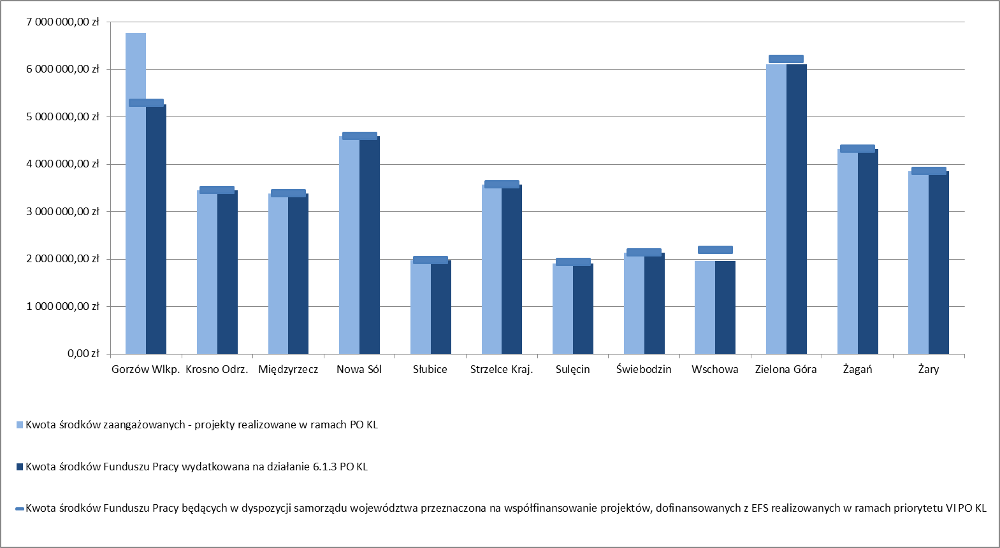 7 000 000,00 zł
6 000 000,00 zł
5 000 000,00 zł
4 000 000,00 zł
3 000 000,00 zł
2 000 000,00 zł
1 000 000,00 zł
0,00 zł
Gorzów Wlkp. Krosno Odrz. Międzyrzecz Nowa Sól Słubice Strzelce Kraj. Sulęcin Świebodzin Wschowa Zielona Góra Żagań Żary
Kwota środków zaangażowanych - projekty realizowane w ramach PO KL
Kwota środków Funduszu Pracy wydatkowana na działanie 6.1.3 PO KL
Kwota środków Funduszu Pracy będących w dyspozycji samorządu województwa przeznaczona na współfinansowanie projektów, dofinansowanych z EFS realizowanych w ramach priorytetu VI PO KL